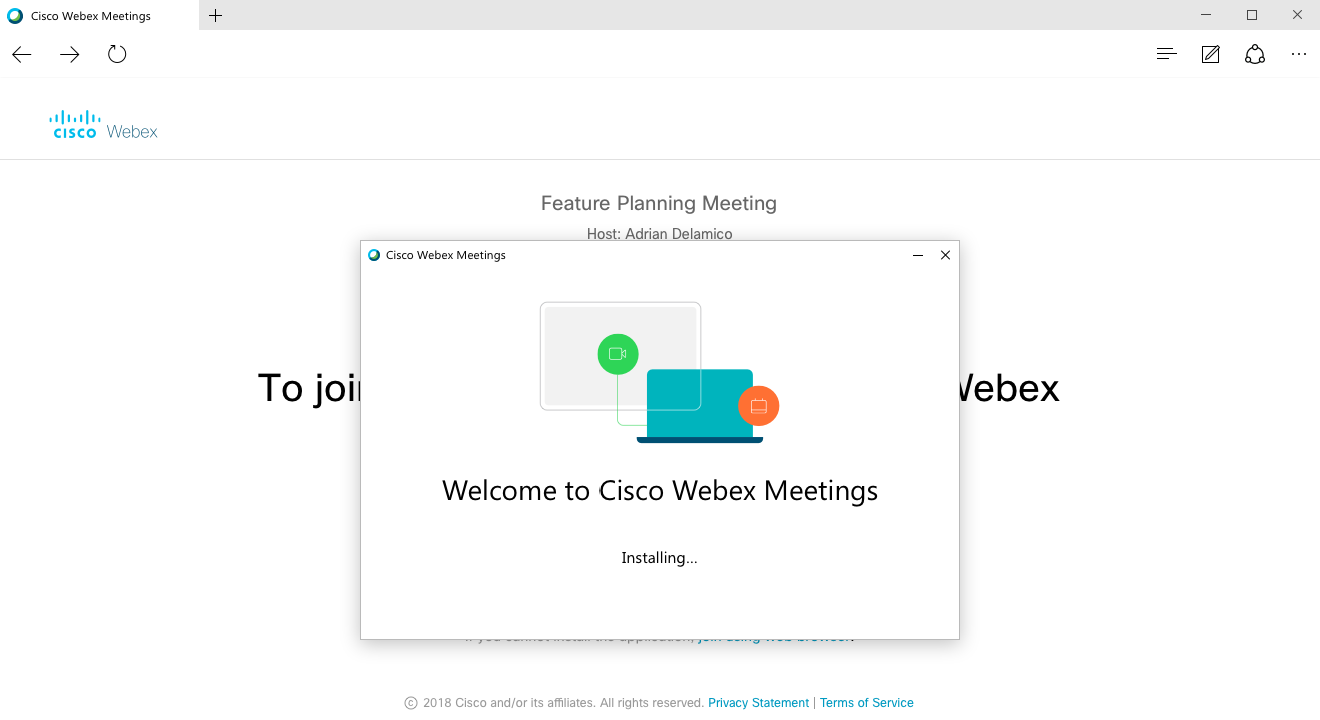 Cisco Webex Meetings
cisco Webex
Feature Planning Meeting
Host: Adrian Delamico
Cisco Webex Meetings
To join Webex
Welcome to Cisco Webex Meetings
Installing...
If you cannot install the application, join using web browser.
© 2018 Cisco and/or its affiliates. All rights reserved. Privacy Statement | Terms of Service